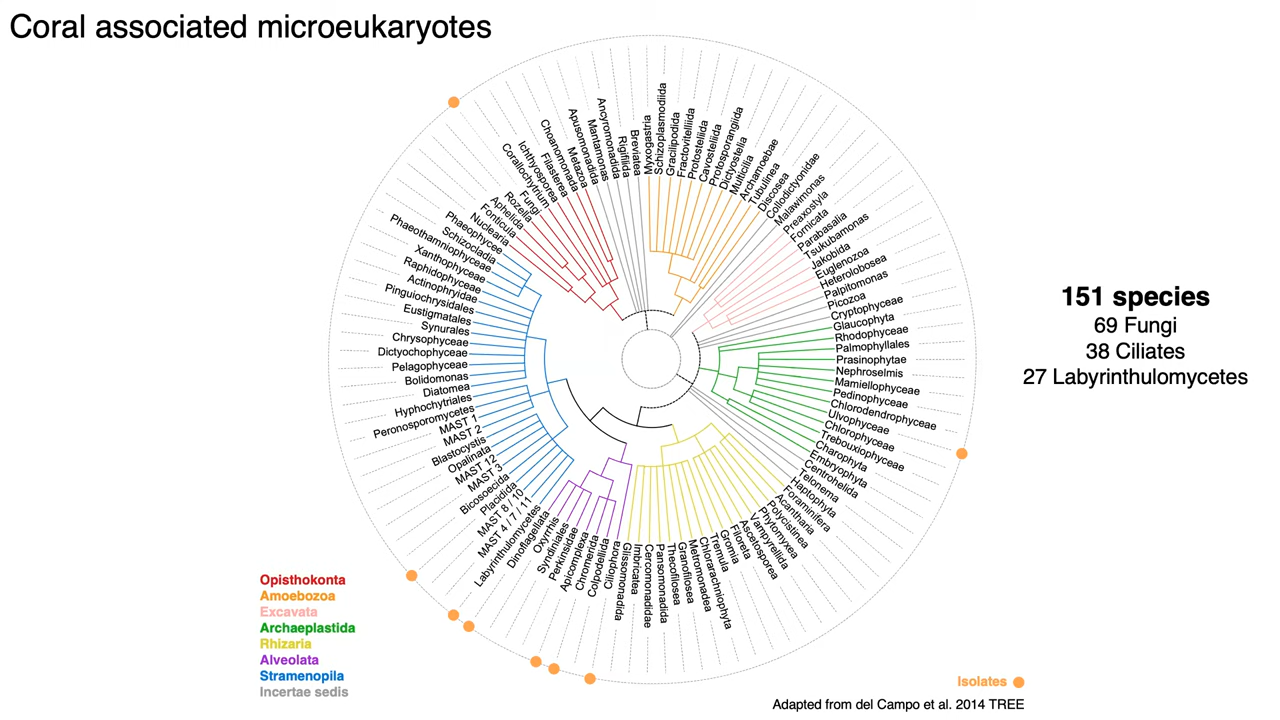 Coral associated microeukaryotes
Myxogastria
Schizoplasmodiida
Gracilipodida
Fractovitelliida
Protosteliida
Cavosteliida
Protosporangiida
Dictyostelia
Multicilia
Archamoebae
Tubulinea
Discosea
Collodictyonidae
Malawimonas
Preaxostyla
Fornicata
Parabasalia
Tsukubamonas
Jakobida
Euglenozoa
Heterolobosea
Palpitomonas
Picozoa
Cryptophyceae
Glaucophyta
Rhodophyceae
Palmophyllales
Prasinophytae
Nephroselmis
Mamiellophyceae
Pedinophyceae
Chlorodendrophyceae
Ulvophyceae
Chlorophyceae
Trebouxiophyceae
Charophyta
Embryophyta
Centrohelida
Telonema
Haptophyta
Foraminifera
Acantharia
Polycistinea
Phytomyxea
Vampyrellida
Ascetosporea
Filoreta
Gromia
Tremula
Chlorarachniophyta
Metromonadea
Granofilosea
Thecofilosea
Pansomonadida
Cercomonadidae
Imbricatea
Glissomonadida
Ciliophora
Colpodellida
Chromerida
Apicomplexa
Perkinsidae
Syndiniales
Oxyrrhis
Dinoflagellata
Labyrinthulomycetes
MAST 4 / 7 / 11
MAST 8 / 10
Placidida
Bicosoecida
MAST 3
MAST 12
Opalinata
Blastocystis
MAST 2
MAST 1
Peronosporomycetes
Hyphochytriales
Diatomea
Bolidomonas
Pelagophyceae
Dictyochophyceae
Chrysophyceae
Synurales
Eustigmatales
Pinguiochrysidales
Actinophryidae
Raphidophyceae
Xanthophyceae
Phaeothamniophyceae
Schizocladia
Phaeophycee
Nuclearia
Fonticula
Aphelida
Rozella
Fungi
Corallochytrium
Ichthyosporea
Filasterea
Choanomonada
Metazoa
Apusomonadida
Mantamonas
Ancyromonadida
Rigifilida
Breviatea
151 species
69 Fungi
38 Ciliates
27 Labyrinthulomycetes
Opisthokonta
Amoebozoa
Excavata
Archaeplastida
Rhizaria
Alveolata
Stramenopila
Incertae sedis
Isolates
Adapted from del Campo et al. 2014 TREE